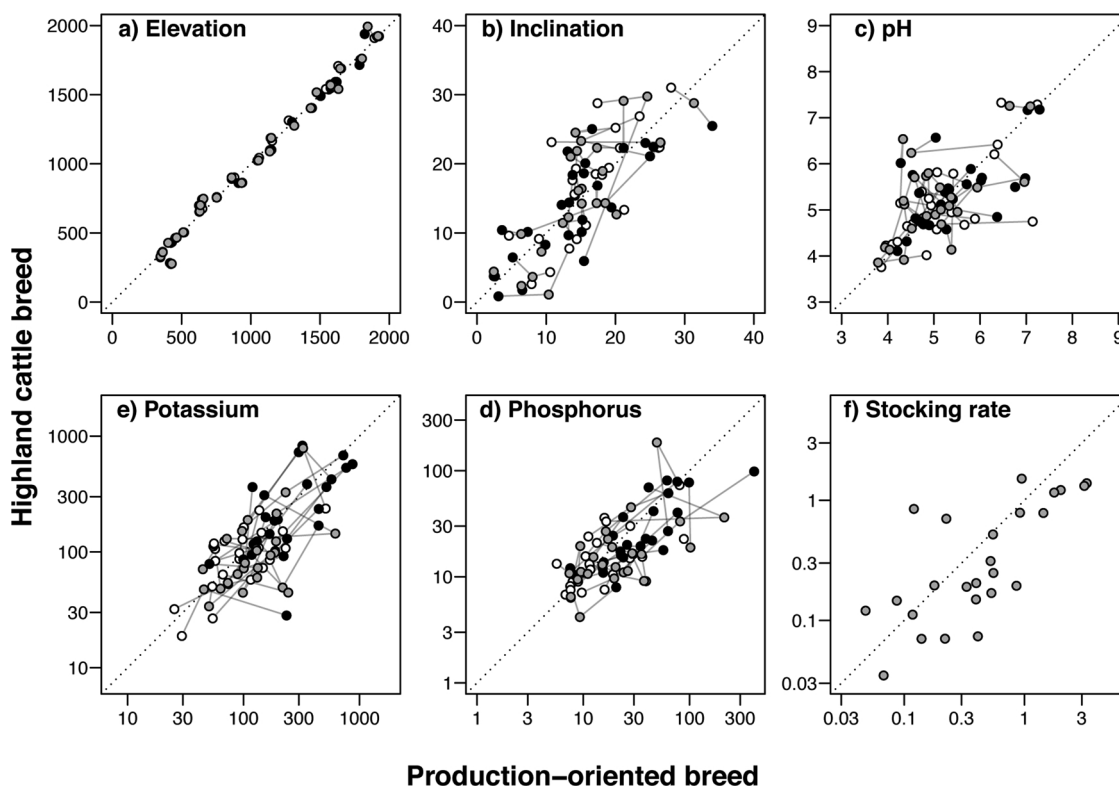 a) Elevation
b) Inclination
c) pH
2000
1500
1000
500
0
0 500 1000 1500 2000
40
30
20
10
0
0 10 20 30 40
9
8
7
6
5
4
3
3 4 5 6 7 8 9
Highland cattle breed
e) Potassium
d) Phosphorus
f) Stocking rate
1000
300
100
30
10
10 30 100 300 1000
300
100
30
10
3
1
1 3 10 30 100 300
3
1
0.3
0.1
0.03
0.03 0.1 0.3 1 3
Production−oriented breed